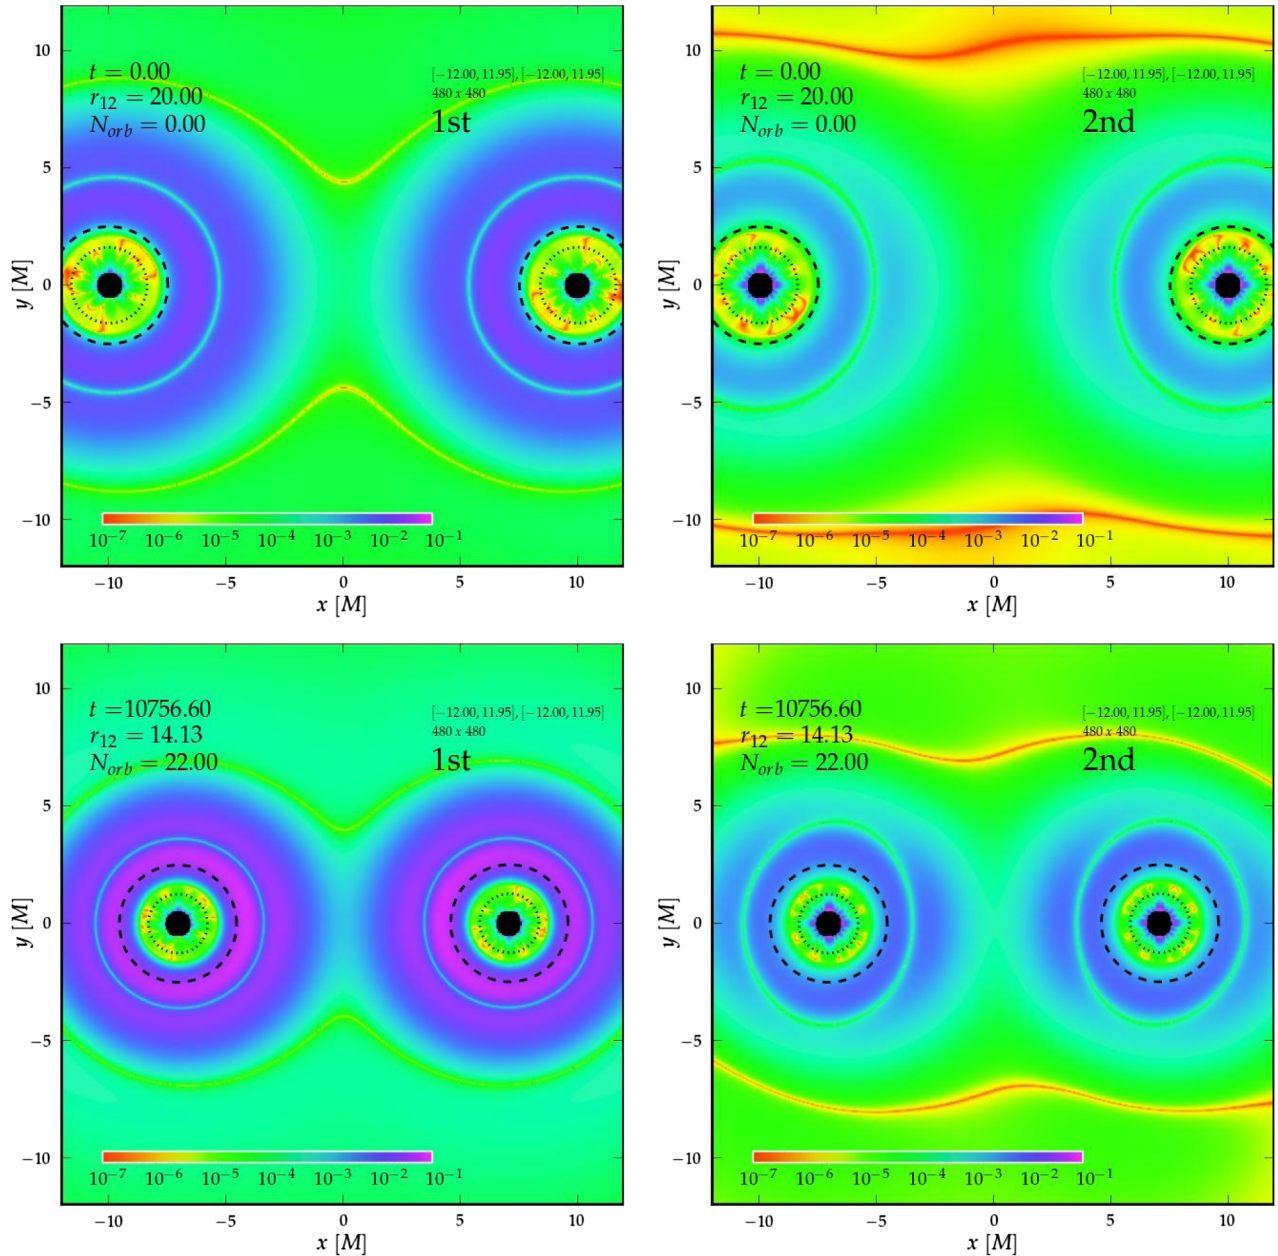 t = 0.00
r12 = 20.00
Norb = 0.00
[−12.00, 11.95], [−12.00, 11.95]
480 x 480
1st
10
5
0
−5
−10
y [M]
10⁻⁷ 10⁻⁶ 10⁻⁵ 10⁻⁴ 10⁻³ 10⁻² 10⁻¹
−10 −5 0 5 10
x [M]
t = 0.00
r12 = 20.00
Norb = 0.00
[−12.00, 11.95], [−12.00, 11.95]
480 x 480
2nd
10
5
0
−5
−10
y [M]
10⁻⁷ 10⁻⁶ 10⁻⁵ 10⁻⁴ 10⁻³ 10⁻² 10⁻¹
−10 −5 0 5 10
x [M]
t =10756.60
r12 = 14.13
Norb = 22.00
[−12.00, 11.95], [−12.00, 11.95]
480 x 480
1st
10
5
0
−5
−10
y [M]
10⁻⁷ 10⁻⁶ 10⁻⁵ 10⁻⁴ 10⁻³ 10⁻² 10⁻¹
−10 −5 0 5 10
x [M]
t =10756.60
r12 = 14.13
Norb = 22.00
[−12.00, 11.95], [−12.00, 11.95]
480 x 480
2nd
10
5
0
−5
−10
y [M]
10⁻⁷ 10⁻⁶ 10⁻⁵ 10⁻⁴ 10⁻³ 10⁻² 10⁻¹
−10 −5 0 5 10
x [M]